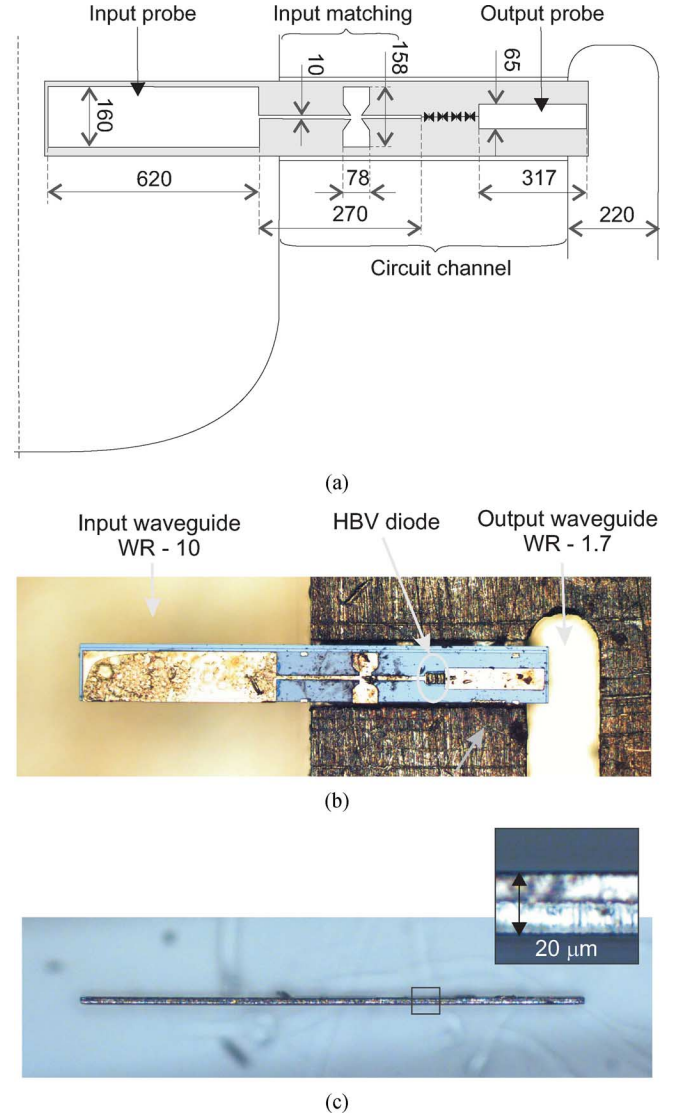 Input probe
Input matching
Output probe
10
158
65
160
620
78
317
270
220
Circuit channel
(a)
Input waveguide
WR - 10
HBV diode
Output waveguide
WR - 1.7
(b)
20 μm
(c)